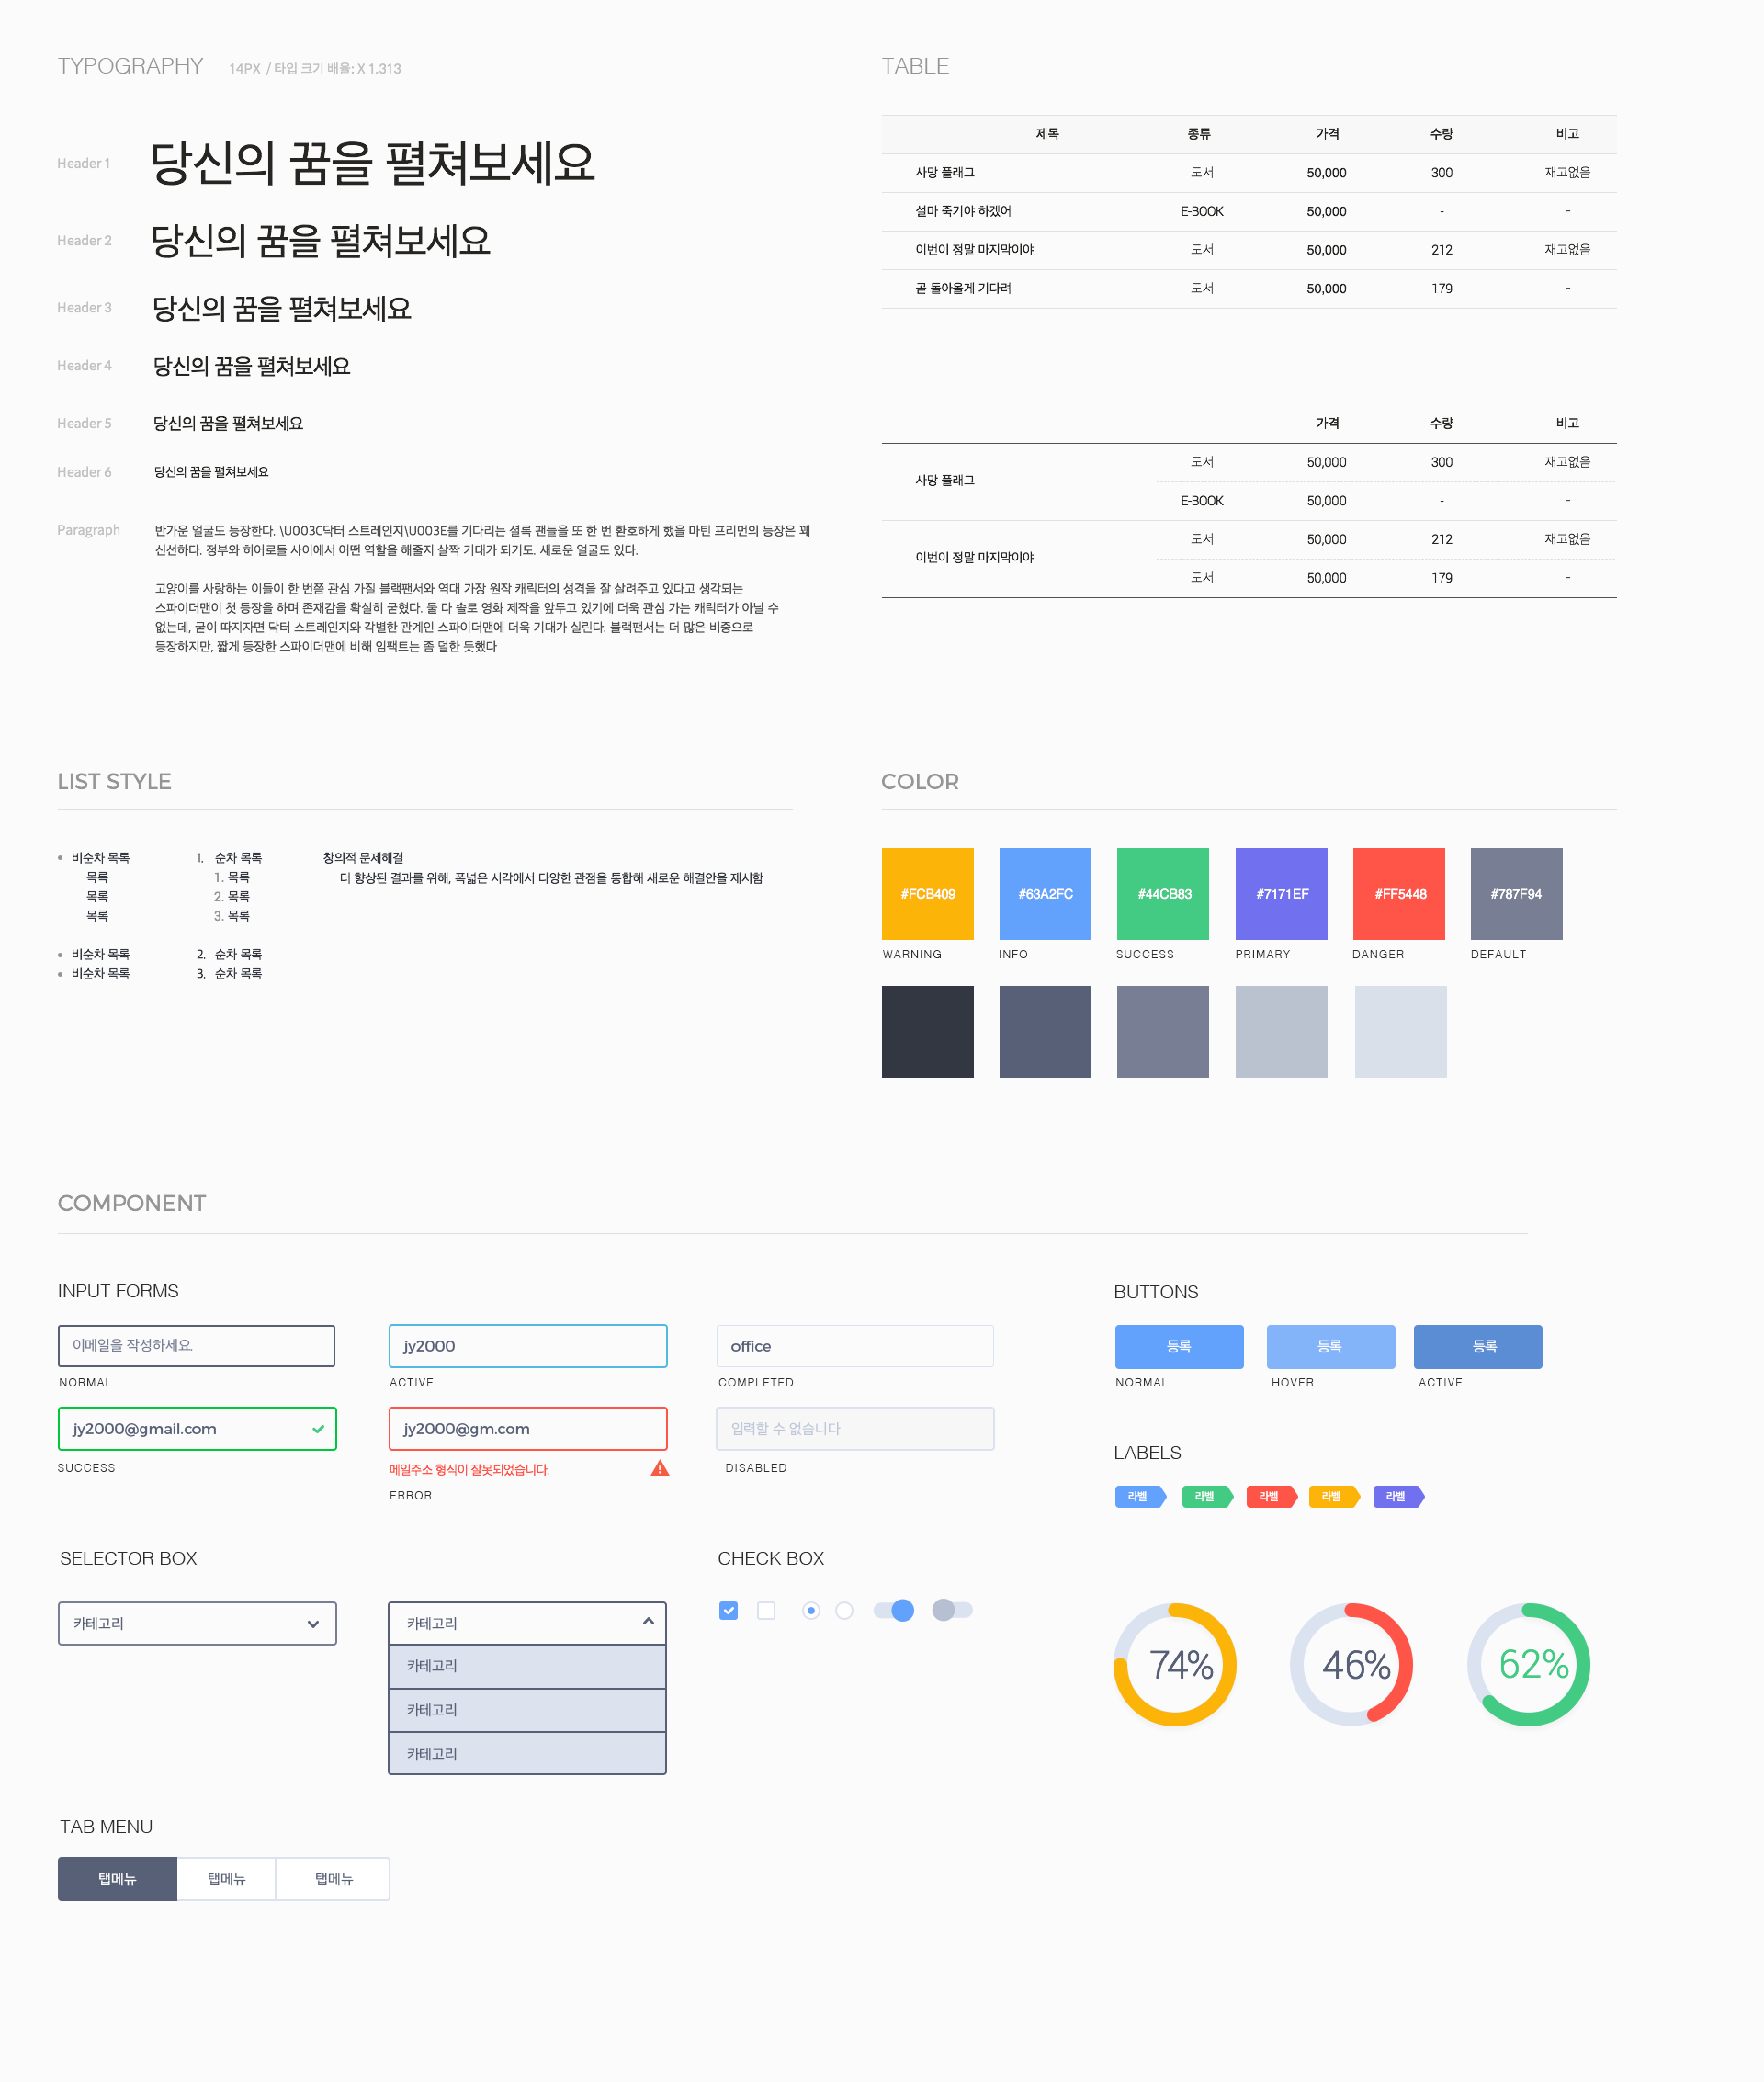 TYPOGRAPHY 14PX / 타입 크기 배율: X 1.313
Header 1 당신의 꿈을 펼쳐보세요
Header 2 당신의 꿈을 펼쳐보세요
Header 3 당신의 꿈을 펼쳐보세요
Header 4 당신의 꿈을 펼쳐보세요
Header 5 당신의 꿈을 펼쳐보세요
Header 6 당신의 꿈을 펼쳐보세요
Paragraph 반가운 얼굴도 등장한다. \U003C닥터 스트레인지\U003E를 기다리는 셜록 팬들을 또 한 번 환호하게 했을 마틴 프리먼의 등장은 꽤
신선하다. 정부와 히어로들 사이에서 어떤 역할을 해줄지 살짝 기대가 되기도. 새로운 얼굴도 있다.
고양이를 사랑하는 이들이 한 번쯤 관심 가질 블랙팬서와 역대 가장 원작 캐릭터의 성격을 잘 살려주고 있다고 생각되는
스파이더맨이 첫 등장을 하며 존재감을 확실히 굳혔다. 둘 다 솔로 영화 제작을 앞두고 있기에 더욱 관심 가는 캐릭터가 아닐 수
없는데, 굳이 따지자면 닥터 스트레인지와 각별한 관계인 스파이더맨에 더욱 기대가 실린다. 블랙팬서는 더 많은 비중으로
등장하지만, 짧게 등장한 스파이더맨에 비해 임팩트는 좀 덜한 듯했다
TABLE
제목 종류 가격 수량 비고
사망 플래그 도서 50,000 300 재고없음
설마 죽기야 하겠어 E-BOOK 50,000 - -
이번이 정말 마지막이야 도서 50,000 212 재고없음
곧 돌아올게 기다려 도서 50,000 179 -
가격 수량 비고
사망 플래그
도서 50,000 300 재고없음
E-BOOK 50,000 - -
이번이 정말 마지막이야
도서 50,000 212 재고없음
도서 50,000 179 -
LIST STYLE
• 비순차 목록
목록
목록
목록
• 비순차 목록
• 비순차 목록
1. 순차 목록
1. 목록
2. 목록
3. 목록
2. 순차 목록
3. 순차 목록
창의적 문제해결
더 향상된 결과를 위해, 폭넓은 시각에서 다양한 관점을 통합해 새로운 해결안을 제시함
COLOR
#FCB409 #63A2FC #44CB83 #7171EF #FF5448 #787F94
WARNING INFO SUCCESS PRIMARY DANGER DEFAULT
COMPONENT
INPUT FORMS
이메일을 작성하세요. jy2000| office
NORMAL ACTIVE COMPLETED
jy2000@gmail.com jy2000@gm.com 입력할 수 없습니다
SUCCESS 메일주소 형식이 잘못되었습니다. DISABLED
ERROR
BUTTONS
등록 등록 등록
NORMAL HOVER ACTIVE
LABELS
라벨 라벨 라벨 라벨 라벨
SELECTOR BOX
카테고리
카테고리
카테고리
카테고리
카테고리
CHECK BOX
74% 46% 62%
TAB MENU
탭메뉴 탭메뉴 탭메뉴